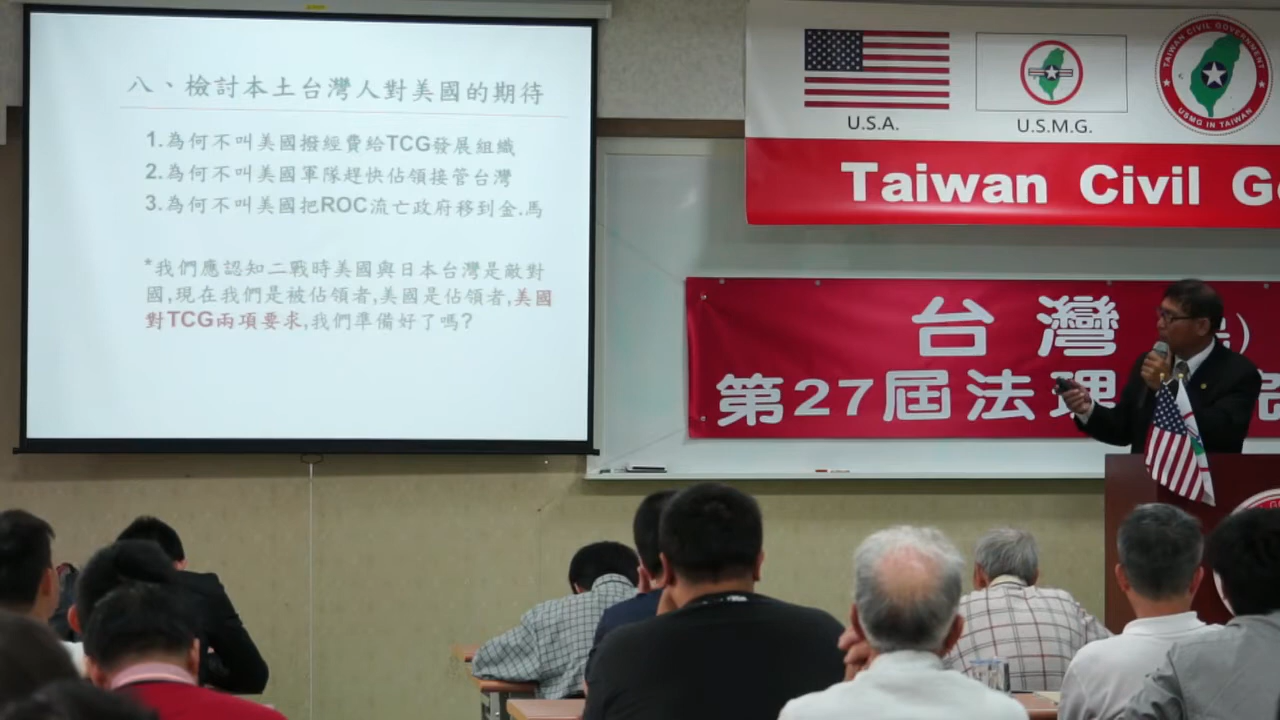 八、檢討本土台灣人對美國的期待
1.為何不叫美國撥經費給TCG發展組織
2.為何不叫美國軍隊趕快佔領接管台灣
3.為何不叫美國把ROC流亡政府移到金.馬
*我們應認知二戰時美國與日本台灣是敵對
國,現在我們是被佔領者,美國是佔領者,美國
對TCG兩項要求,我們準備好了嗎?
U.S.A.
U.S.M.G.
TAIWAN CIVIL GOVERNMENT
USMG IN TAIWAN
Taiwan Civil G
台灣
第27屆法理